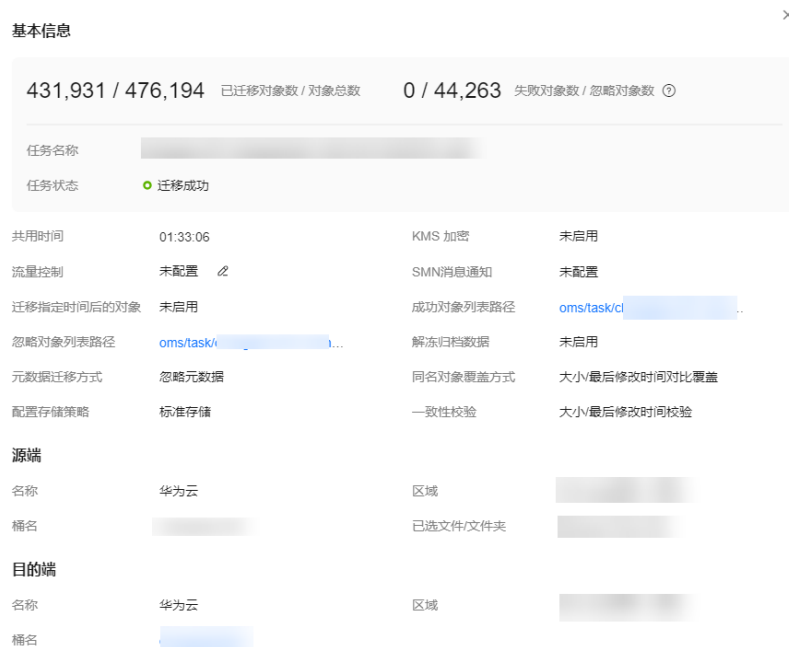 基本信息
431,931 / 476,194 已迁移对象数 / 对象总数 0 / 44,263 失败对象数 / 忽略对象数
任务名称
任务状态 迁移成功
共用时间 01:33:06 KMS 加密 未启用
流量控制 未配置 SMN消息通知 未配置
迁移指定时间后的对象 未启用 成功对象列表路径 oms/task/cl
忽略对象列表路径 oms/task/ ... 解冻归档数据 未启用
元数据迁移方式 忽略元数据 同名对象覆盖方式 大小/最后修改时间对比覆盖
配置存储策略 标准存储 一致性校验 大小/最后修改时间校验
源端
名称 华为云 区域
桶名 已选文件/文件夹
目的端
名称 华为云 区域
桶名